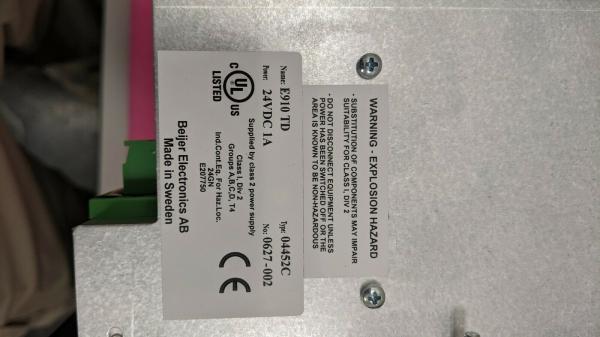 WARNING - EXPLOSION HAZARD
- SUBSTITUTION OF COMPONENTS MAY IMPAIR
SUITABILITY FOR CLASS I, DIV 2
- DO NOT DISCONNECT EQUIPMENT UNLESS
POWER HAS BEEN SWITCHED OFF OR THE
AREA IS KNOWN TO BE NON-HAZARDOUS
Name: E910 TD Type: 04452C
Power: 24VDC 1A No: 0627-002
Supplied by class 2 power supply
C UL US
LISTED
Class I, Div 2
Groups A,B,C,D, T4
Ind.Cont.Eq. For Haz.Loc.
24GN
E207750
CE
Beijer Electronics AB
Made in Sweden